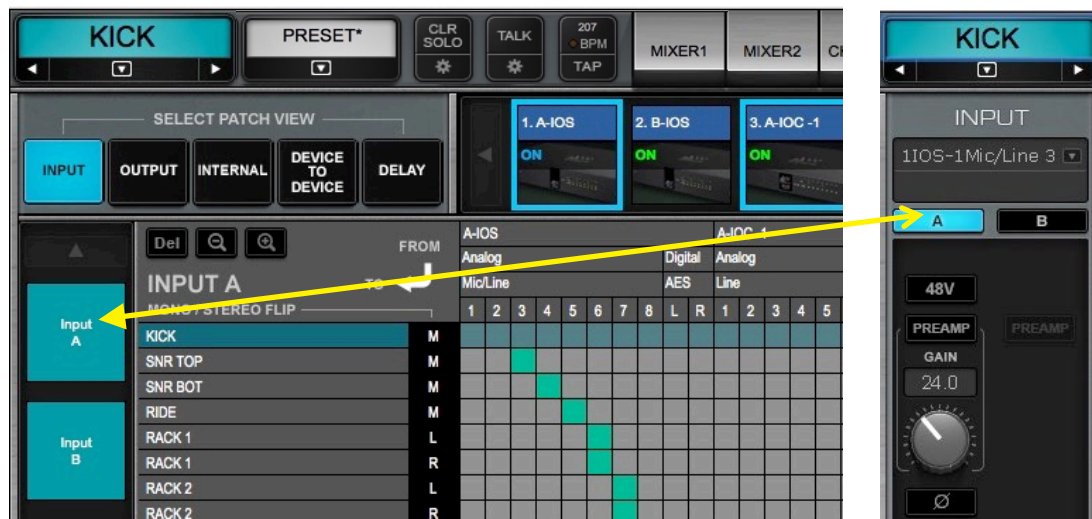 KICK
PRESET*
CLR SOLO
TALK
207
BPM
TAP
MIXER1
MIXER2
SELECT PATCH VIEW
INPUT
OUTPUT
INTERNAL
DEVICE TO DEVICE
DELAY
1. A-IOS
ON
2. B-IOS
ON
3. A-IOC -1
ON
Input A
Input B
Del
FROM
INPUT A
TO
MONO / STEREO FLIP
A-IOS
A-IOC -1
Analog
Digital
Analog
Mic/Line
AES
Line
1 2 3 4 5 6 7 8 L R 1 2 3 4 5
KICK M
SNR TOP M
SNR BOT M
RIDE M
RACK 1 L
RACK 1 R
RACK 2 L
RACK 2 R
KICK
INPUT
1IOS-1Mic/Line 3
A
B
48V
PREAMP
PREAMP
GAIN
24.0
Ø